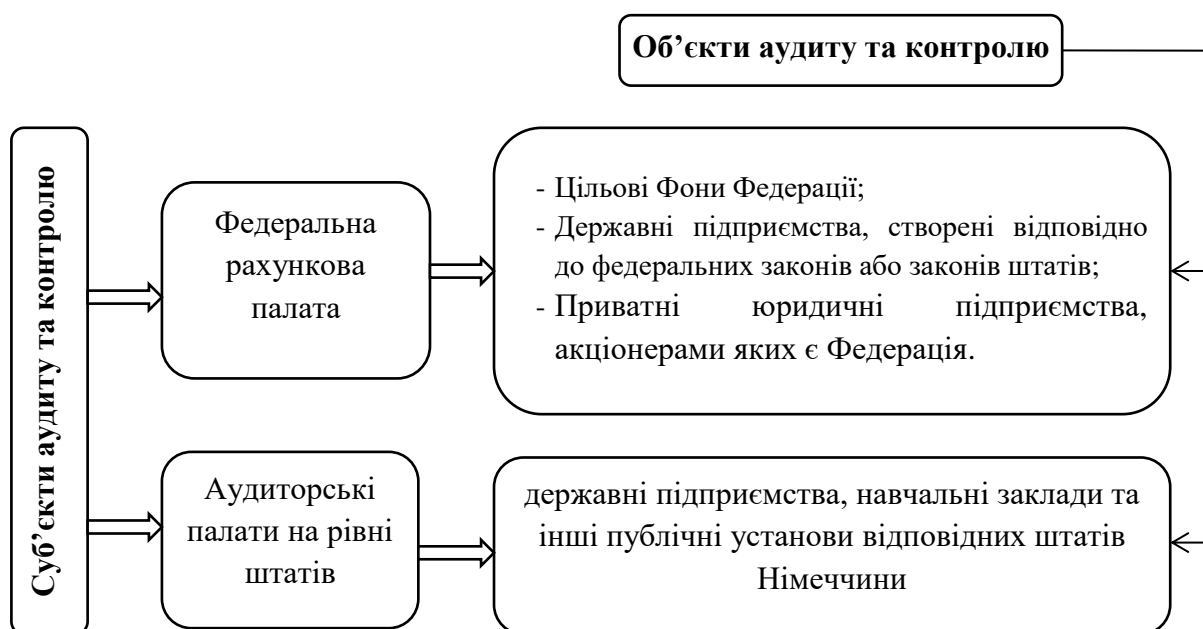 Об’єкти аудиту та контролю
Суб’єкти аудиту та контролю
Федеральна
рахункова
палата
- Цільові Фони Федерації;
- Державні підприємства, створені відповідно
до федеральних законів або законів штатів;
- Приватні юридичні підприємства,
акціонерами яких є Федерація.
Аудиторські
палати на рівні
штатів
державні підприємства, навчальні заклади та
інші публічні установи відповідних штатів
Німеччини